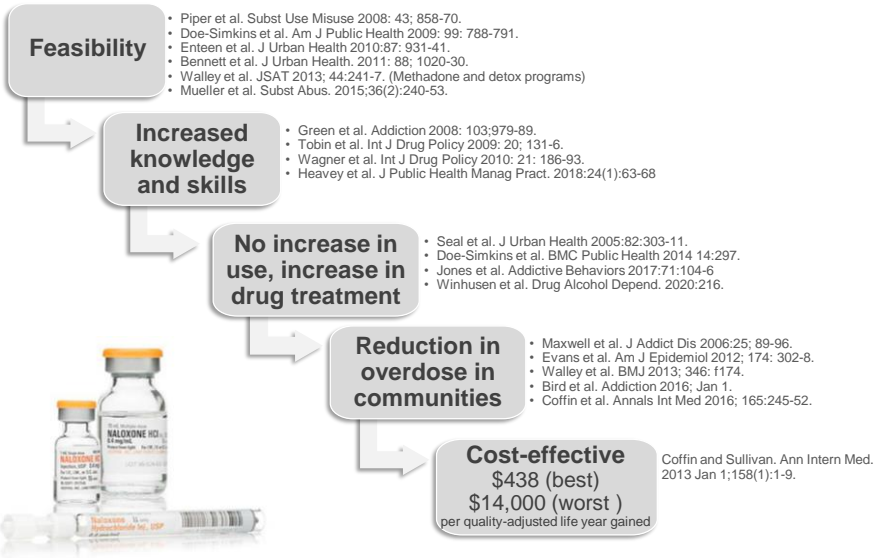 Feasibility
• Piper et al. Subst Use Misuse 2008: 43; 858-70.
• Doe-Simkins et al. Am J Public Health 2009: 99: 788-791.
• Enteen et al. J Urban Health 2010:87: 931-41.
• Bennett et al. J Urban Health. 2011: 88; 1020-30.
• Walley et al. JSAT 2013; 44:241-7. (Methadone and detox programs)
• Mueller et al. Subst Abus. 2015;36(2):240-53.
Increased
knowledge
and skills
• Green et al. Addiction 2008: 103;979-89.
• Tobin et al. Int J Drug Policy 2009: 20; 131-6.
• Wagner et al. Int J Drug Policy 2010: 21: 186-93.
• Heavey et al. J Public Health Manag Pract. 2018:24(1):63-68
No increase in
use, increase in
drug treatment
• Seal et al. J Urban Health 2005:82:303-11.
• Doe-Simkins et al. BMC Public Health 2014 14:297.
• Jones et al. Addictive Behaviors 2017:71:104-6
• Winhusen et al. Drug Alcohol Depend. 2020:216.
Reduction in
overdose in
communities
• Maxwell et al. J Addict Dis 2006:25; 89-96.
• Evans et al. Am J Epidemiol 2012; 174: 302-8.
• Walley et al. BMJ 2013; 346: f174.
• Bird et al. Addiction 2016; Jan 1.
• Coffin et al. Annals Int Med 2016; 165:245-52.
Cost-effective
$438 (best)
$14,000 (worst )
per quality-adjusted life year gained
Coffin and Sullivan. Ann Intern Med.
2013 Jan 1;158(1):1-9.
NALOXONE HCl
0.4 mg/mL
NALOXONE
Naloxone
Hydrochloride Inj., USP